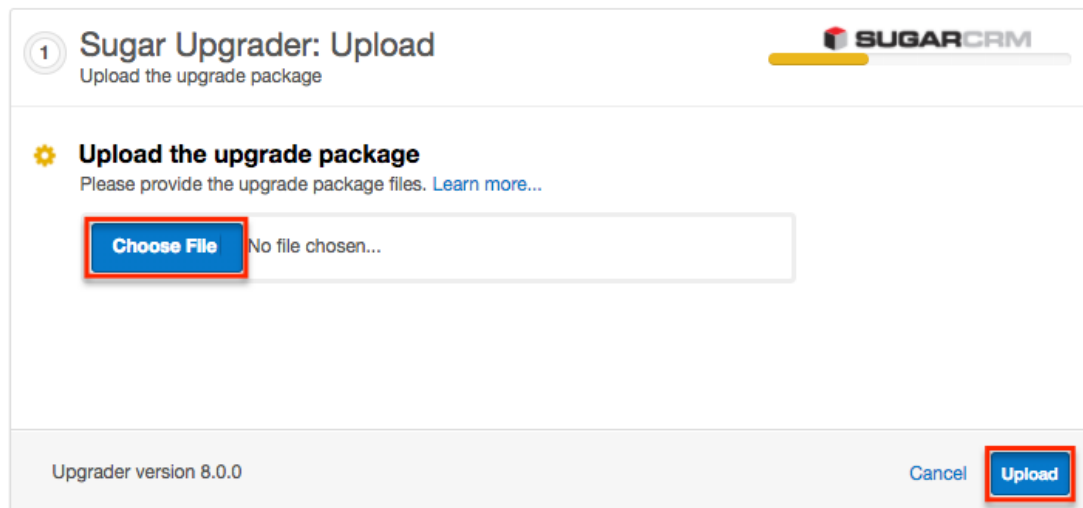 1
Sugar Upgrader: Upload
Upload the upgrade package
SUGARCRM
Upload the upgrade package
Please provide the upgrade package files. Learn more...
Choose File No file chosen...
Upgrader version 8.0.0
Cancel Upload